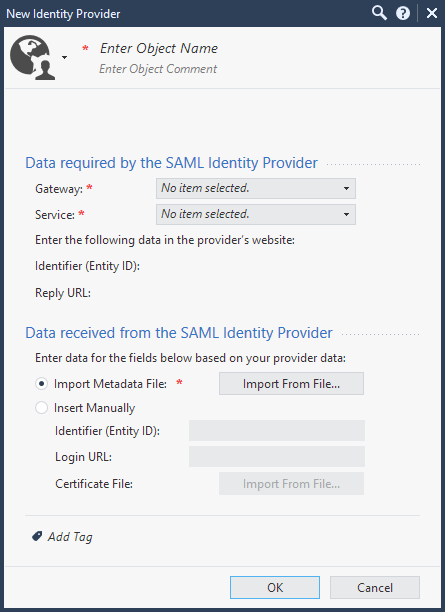 New Identity Provider
* Enter Object Name
Enter Object Comment
Data required by the SAML Identity Provider
Gateway: * No item selected.
Service: * No item selected.
Enter the following data in the provider's website:
Identifier (Entity ID):
Reply URL:
Data received from the SAML Identity Provider
Enter data for the fields below based on your provider data:
Import Metadata File: * Import From File...
Insert Manually
Identifier (Entity ID):
Login URL:
Certificate File: Import From File...
Add Tag
OK Cancel